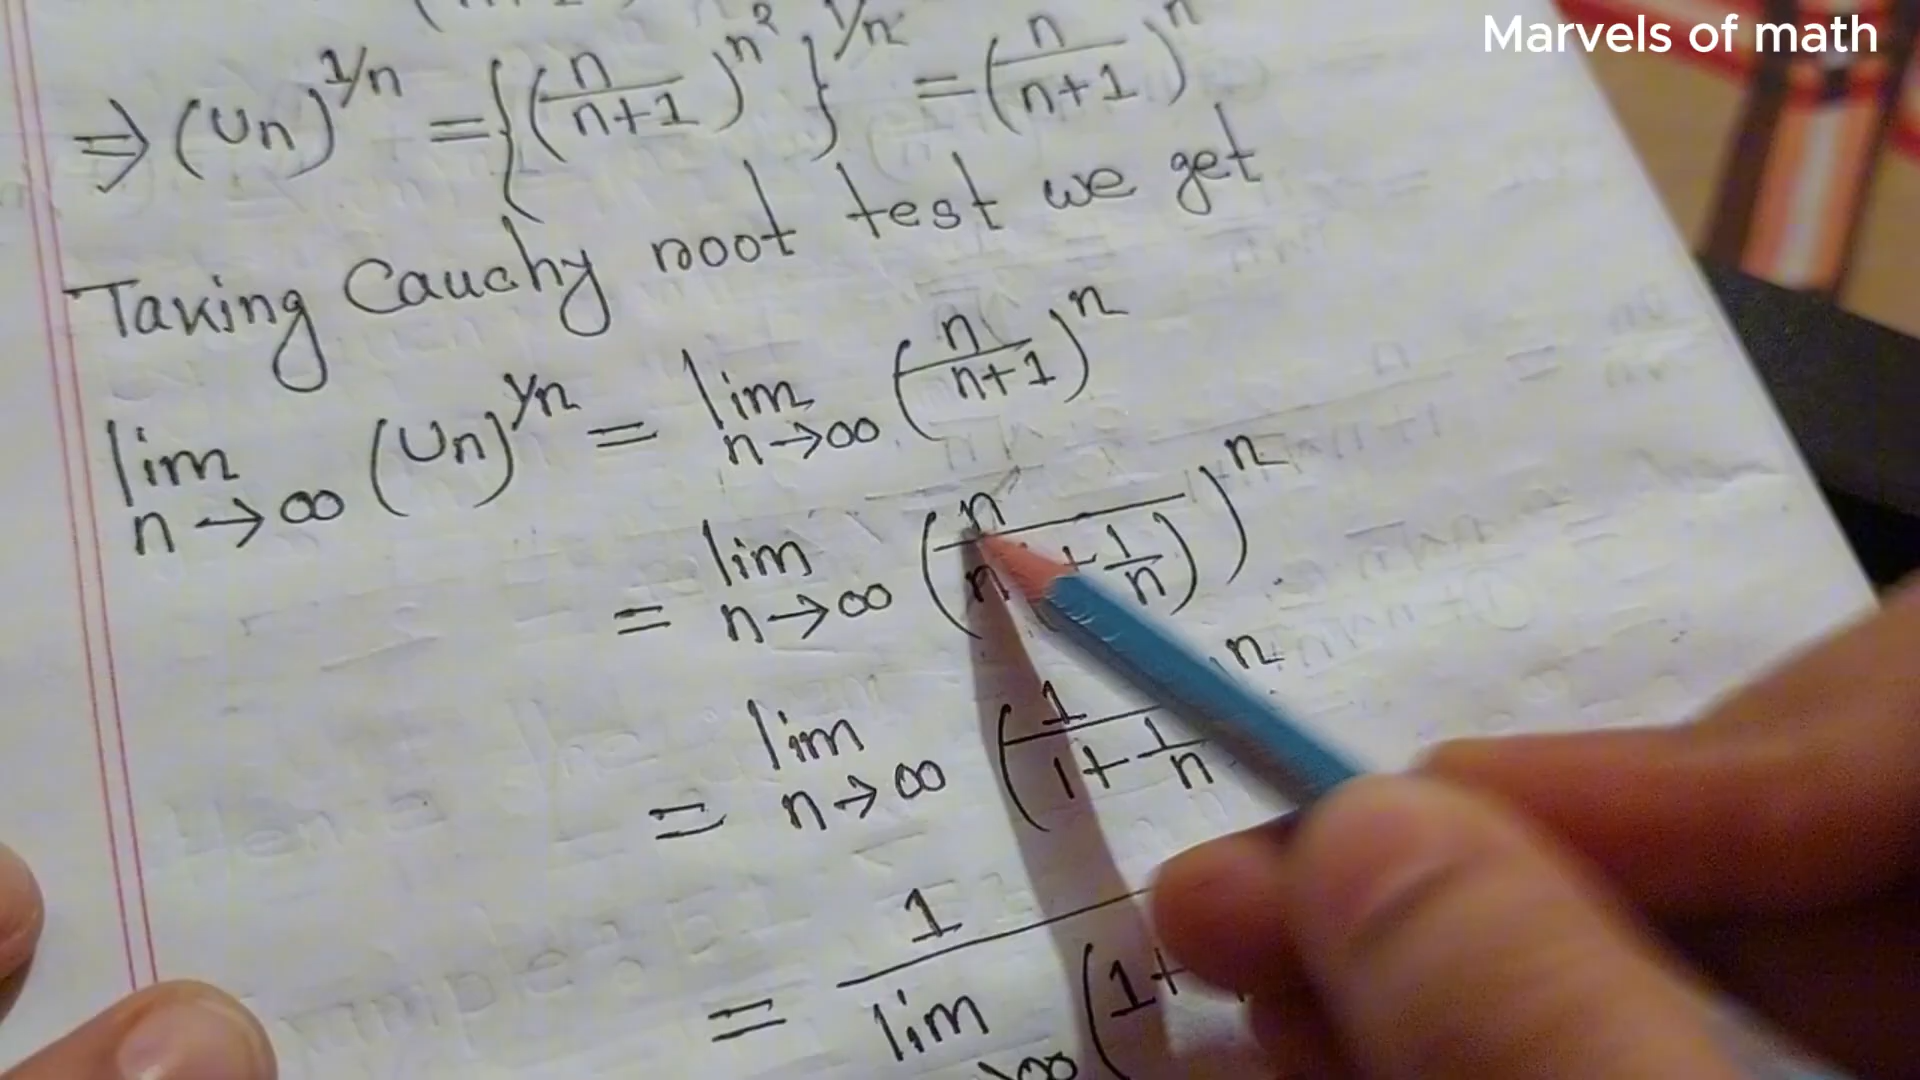 Marvels of math
⇒ (Un)^1/n = {(n/n+1)^n²}^1/n = (n/n+1)^n
Taking Cauchy root test we get
lim n→∞ (Un)^1/n = lim n→∞ (n/n+1)^n
= lim n→∞ (n/n(1+1/n))^n
= lim n→∞ (1/1+1/n)^n
= 1/lim →∞ (1+